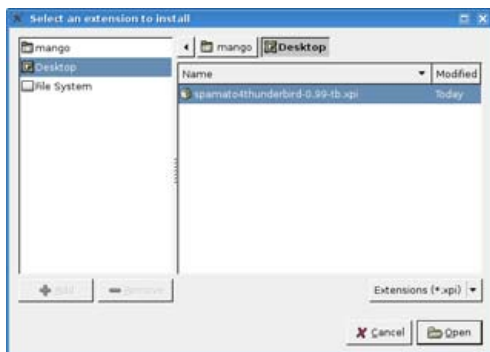 Select an extension to install
mango
Desktop
File System
mango
Desktop
Name
Modified
spamato4thunderbird-0.99-tb.xpi
Today
Add
Remove
Extensions (*.xpi)
Cancel
Open